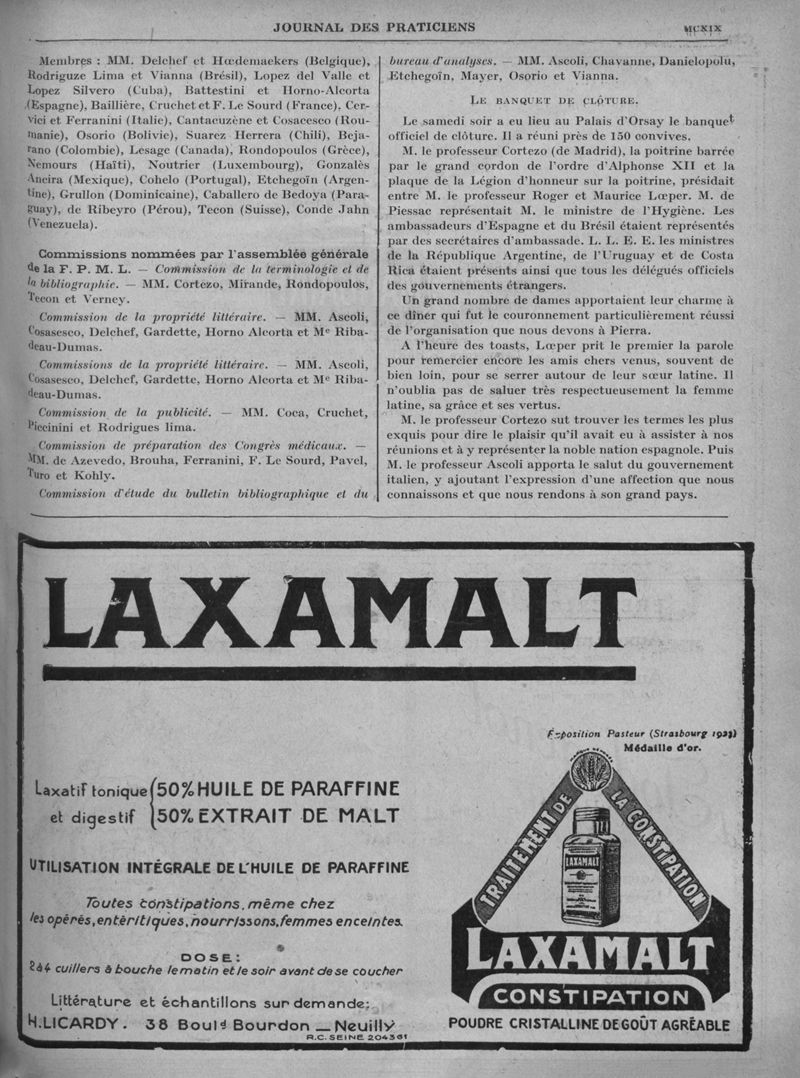 JOURNAL DES PRATICIENS
MCXIX
Membres : MM. Delchef et Hœdemaekers (Belgique),
Rodriguze Lima et Vianna (Brésil), Lopez del Valle et
Lopez Silvero (Cuba), Battestini et Horno-Alcorta
(Espagne), Baillière, Cruchet et F. Le Sourd (France), Cer-
vici et Ferranini (Italie), Cantacuzène et Cosacesco (Rou-
manie), Osorio (Bolivie), Suarez Herrera (Chili), Beja-
rano (Colombie), Lesage (Canada), Rondopoulos (Grèce),
Nemours (Haïti), Noutrier (Luxembourg), Gonzalès
Ancira (Mexique), Cohelo (Portugal), Etchegoïn (Argen-
tine), Grullon (Dominicaine), Caballero de Bedoya (Para-
guay), de Ribeyro (Pérou), Tecon (Suisse), Conde Jahn
(Venezuela).
Commissions nommées par l'assemblée générale
de la F. P. M. L. — Commission de la terminologie et de
la bibliographie. — MM. Cortezo, Mirande, Rondopoulos,
Tecon et Verney.
Commission de la propriété littéraire. — MM. Ascoli,
Cosasesco, Delchef, Gardette, Horno Alcorta et Me Riba-
deau-Dumas.
Commissions de la propriété littéraire. — MM. Ascoli,
Cosasesco, Delchef, Gardette, Horno Alcorta et Me Riba-
deau-Dumas.
Commission de la publicité. — MM. Coca, Cruchet,
Piccinini et Rodrigues lima.
Commission de préparation des Congrès médicaux. —
MM. de Azevedo, Brouha, Ferranini, F. Le Sourd, Pavel,
Turo et Kohly.
Commission d'étude du bulletin bibliographique et du
bureau d'analyses. — MM. Ascoli, Chavanne, Danielopolu,
Etchegoïn, Mayer, Osorio et Vianna.
LE BANQUET DE CLÔTURE.
Le samedi soir a eu lieu au Palais d'Orsay le banquet
officiel de clôture. Il a réuni près de 150 convives.
M. le professeur Cortezo (de Madrid), la poitrine barrée
par le grand cordon de l'ordre d'Alphonse XII et la
plaque de la Légion d'honneur sur la poitrine, présidait
entre M. le professeur Roger et Maurice Lœper. M. de
Piessac représentait M. le ministre de l'Hygiène. Les
ambassadeurs d'Espagne et du Brésil étaient représentés
par des secrétaires d'ambassade. L. L. E. E. les ministres
de la République Argentine, de l'Uruguay et de Costa
Rica étaient présents ainsi que tous les délégués officiels
des gouvernements étrangers.
Un grand nombre de dames apportaient leur charme à
ce dîner qui fut le couronnement particulièrement réussi
de l'organisation que nous devons à Pierra.
A l'heure des toasts, Lœper prit le premier la parole
pour remercier encore les amis chers venus, souvent de
bien loin, pour se serrer autour de leur sœur latine. Il
n'oublia pas de saluer très respectueusement la femme
latine, sa grâce et ses vertus.
M. le professeur Cortezo sut trouver les termes les plus
exquis pour dire le plaisir qu'il avait eu à assister à nos
réunions et à y représenter la noble nation espagnole. Puis
M. le professeur Ascoli apporta le salut du gouvernement
italien, y ajoutant l'expression d'une affection que nous
connaissons et que nous rendons à son grand pays.
LAXAMALT
Exposition Pasteur (Strasbourg 1923)
Médaille d'or.
Laxatif tonique
et digestif
50% HUILE DE PARAFFINE
50% EXTRAIT DE MALT
UTILISATION INTÉGRALE DE L'HUILE DE PARAFFINE
Toutes constipations, même chez
les opérés, entéritiques, nourrissons, femmes enceintes.
DOSE:
2 à 4 cuillers à bouche le matin et le soir avant de se coucher
Littérature et échantillons sur demande:
H. LICARDY. 38 Bould Bourdon — Neuilly
R.C. SEINE 204361
TRAITEMENT DE
LA CONSTIPATION
LAXAMALT
LAXAMALT
CONSTIPATION
POUDRE CRISTALLINE DE GOÛT AGRÉABLE